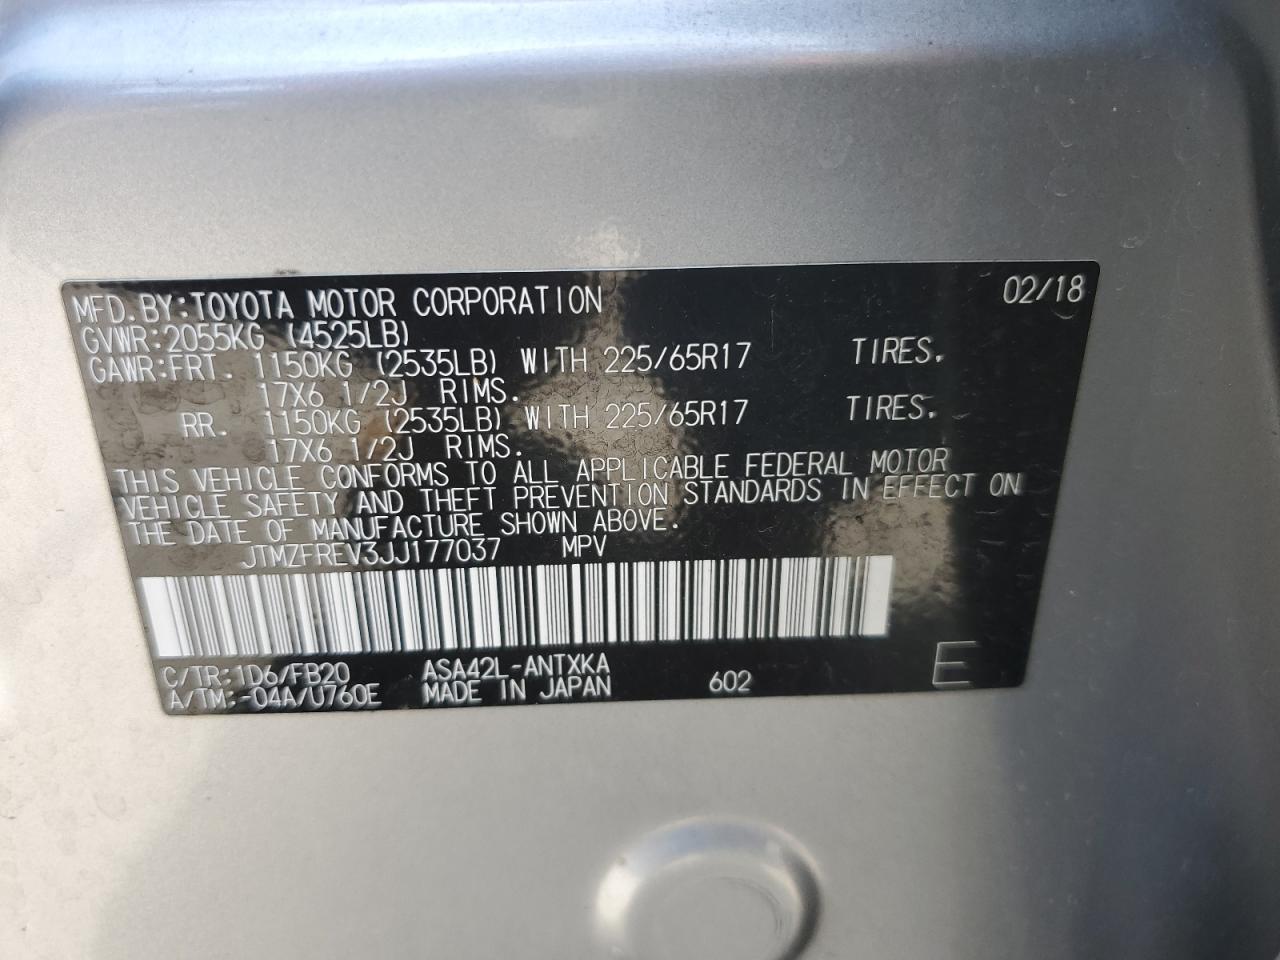 MFD. BY: TOYOTA MOTOR CORPORATION 02/18
GVWR: 2055KG (4525LB)
GAWR: FRT. 1150KG (2535LB) WITH 225/65R17 TIRES.
17X6 1/2J RIMS.
RR. 1150KG (2535LB) WITH 225/65R17 TIRES.
17X6 1/2J RIMS.
THIS VEHICLE CONFORMS TO ALL APPLICABLE FEDERAL MOTOR
VEHICLE SAFETY AND THEFT PREVENTION STANDARDS IN EFFECT ON
THE DATE OF MANUFACTURE SHOWN ABOVE.
JTMZFREV3JJ177037 MPV
C/TR: 1D6/FB20 ASA42L-ANTXKA
A/TM: -04A/U760E MADE IN JAPAN 602 E